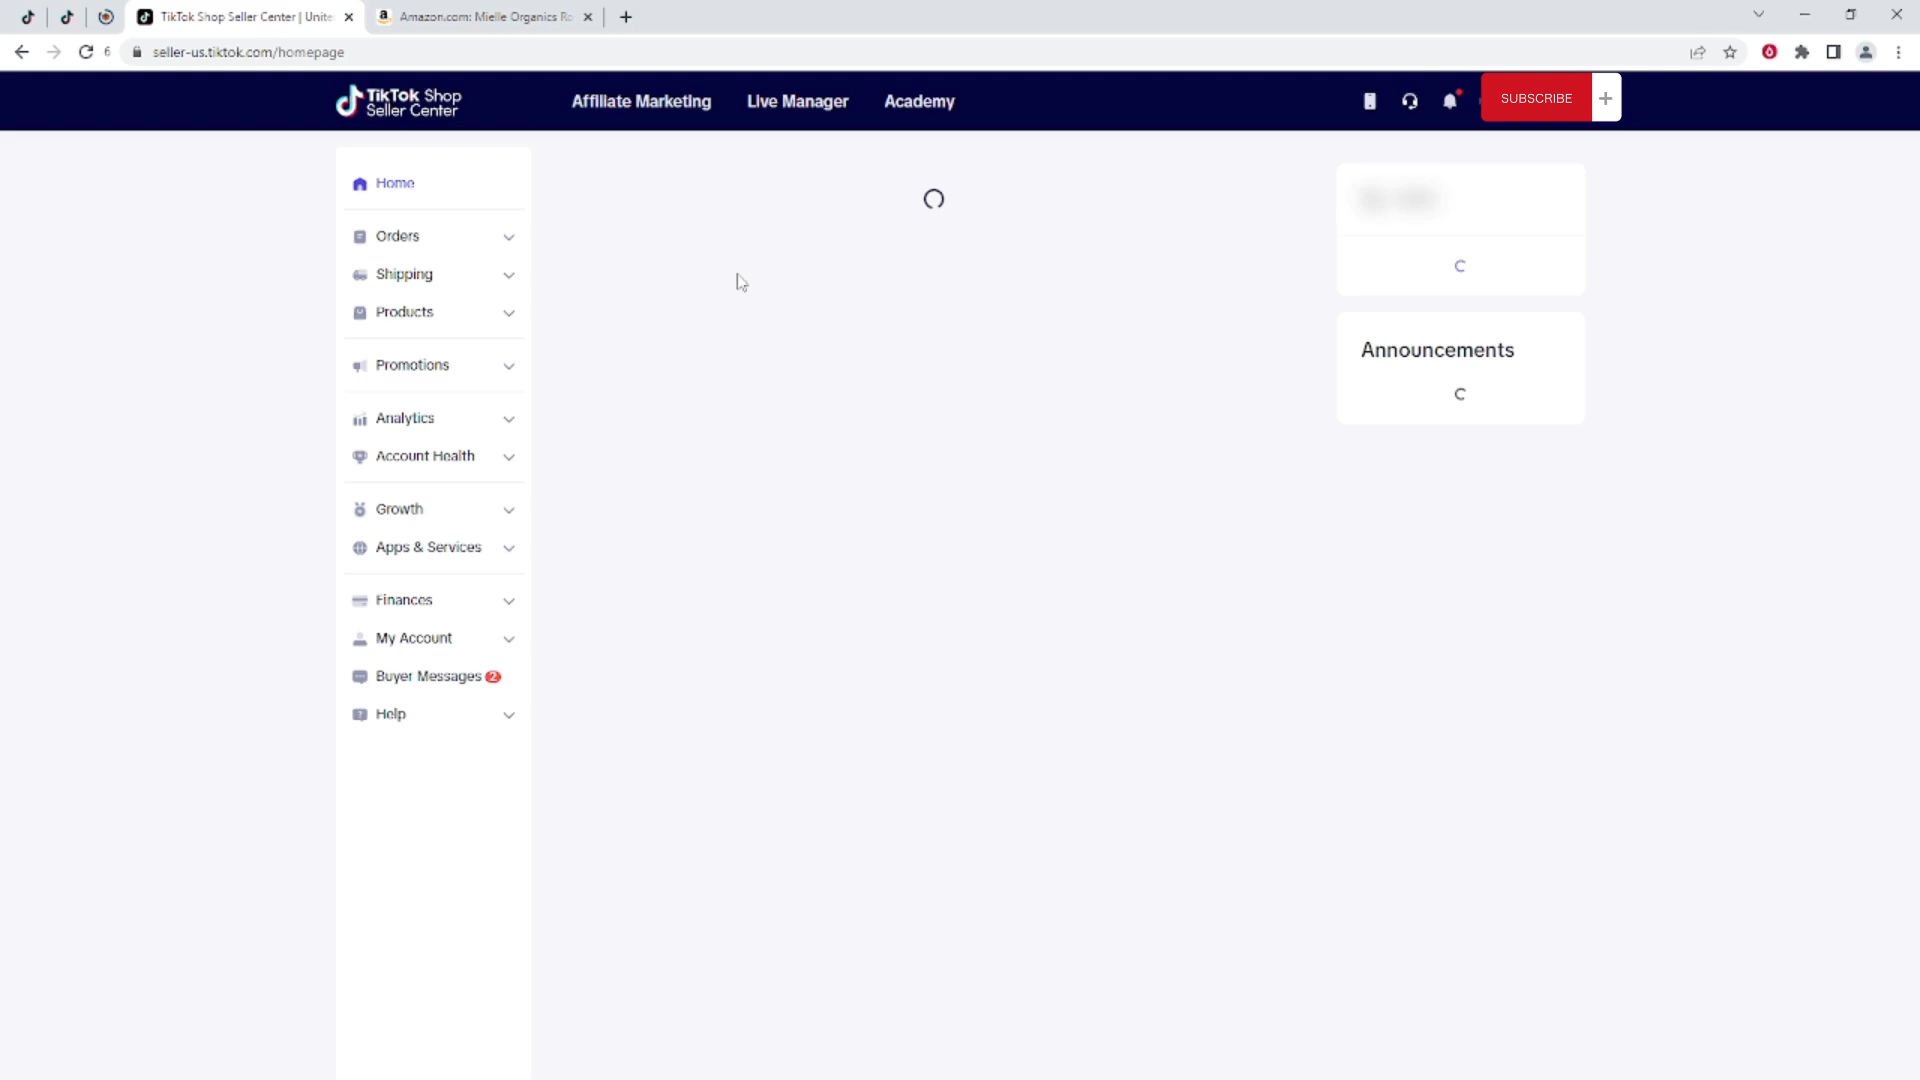 TikTok Shop Seller Center | Unite
Amazon.com: Mielle Organics Ro
6
seller-us.tiktok.com/homepage
TikTok Shop
Seller Center
Affiliate Marketing
Live Manager
Academy
SUBSCRIBE
Home
Orders
Shipping
Products
Promotions
Analytics
Account Health
Growth
Apps & Services
Finances
My Account
Buyer Messages 2
Help
Announcements